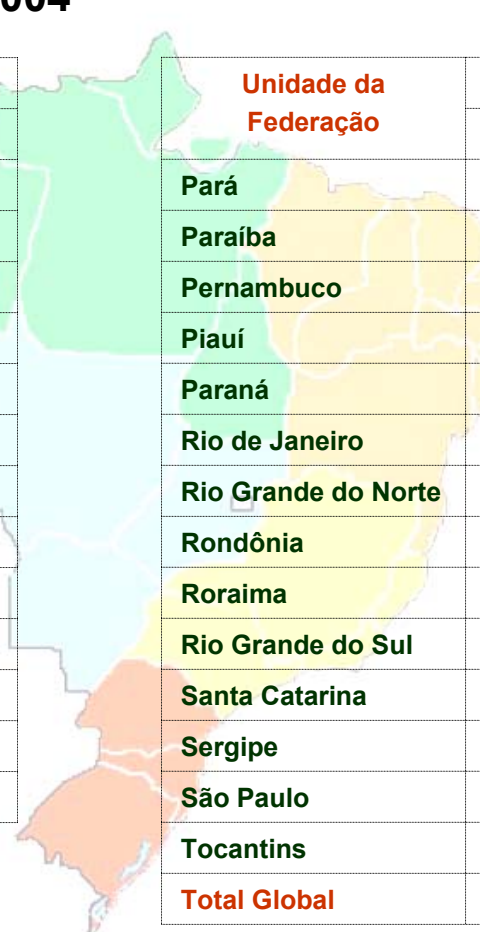 Unidade da
Federação
Pará
Paraíba
Pernambuco
Piauí
Paraná
Rio de Janeiro
Rio Grande do Norte
Rondônia
Roraima
Rio Grande do Sul
Santa Catarina
Sergipe
São Paulo
Tocantins
Total Global